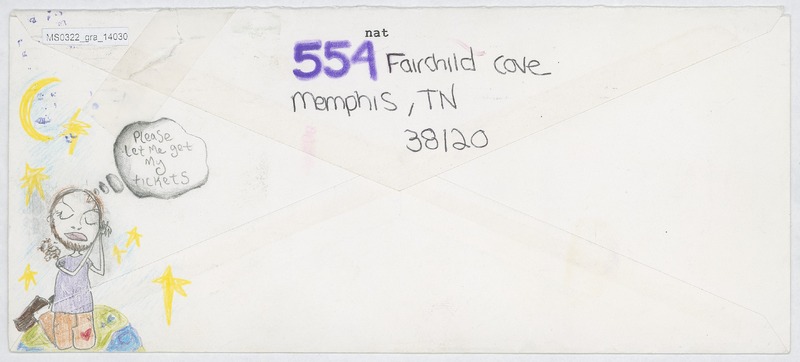 MS0322_gra_14030
nat
554 Fairchild cove
Memphis, TN
38120
Please
Let Me get
My
tickets